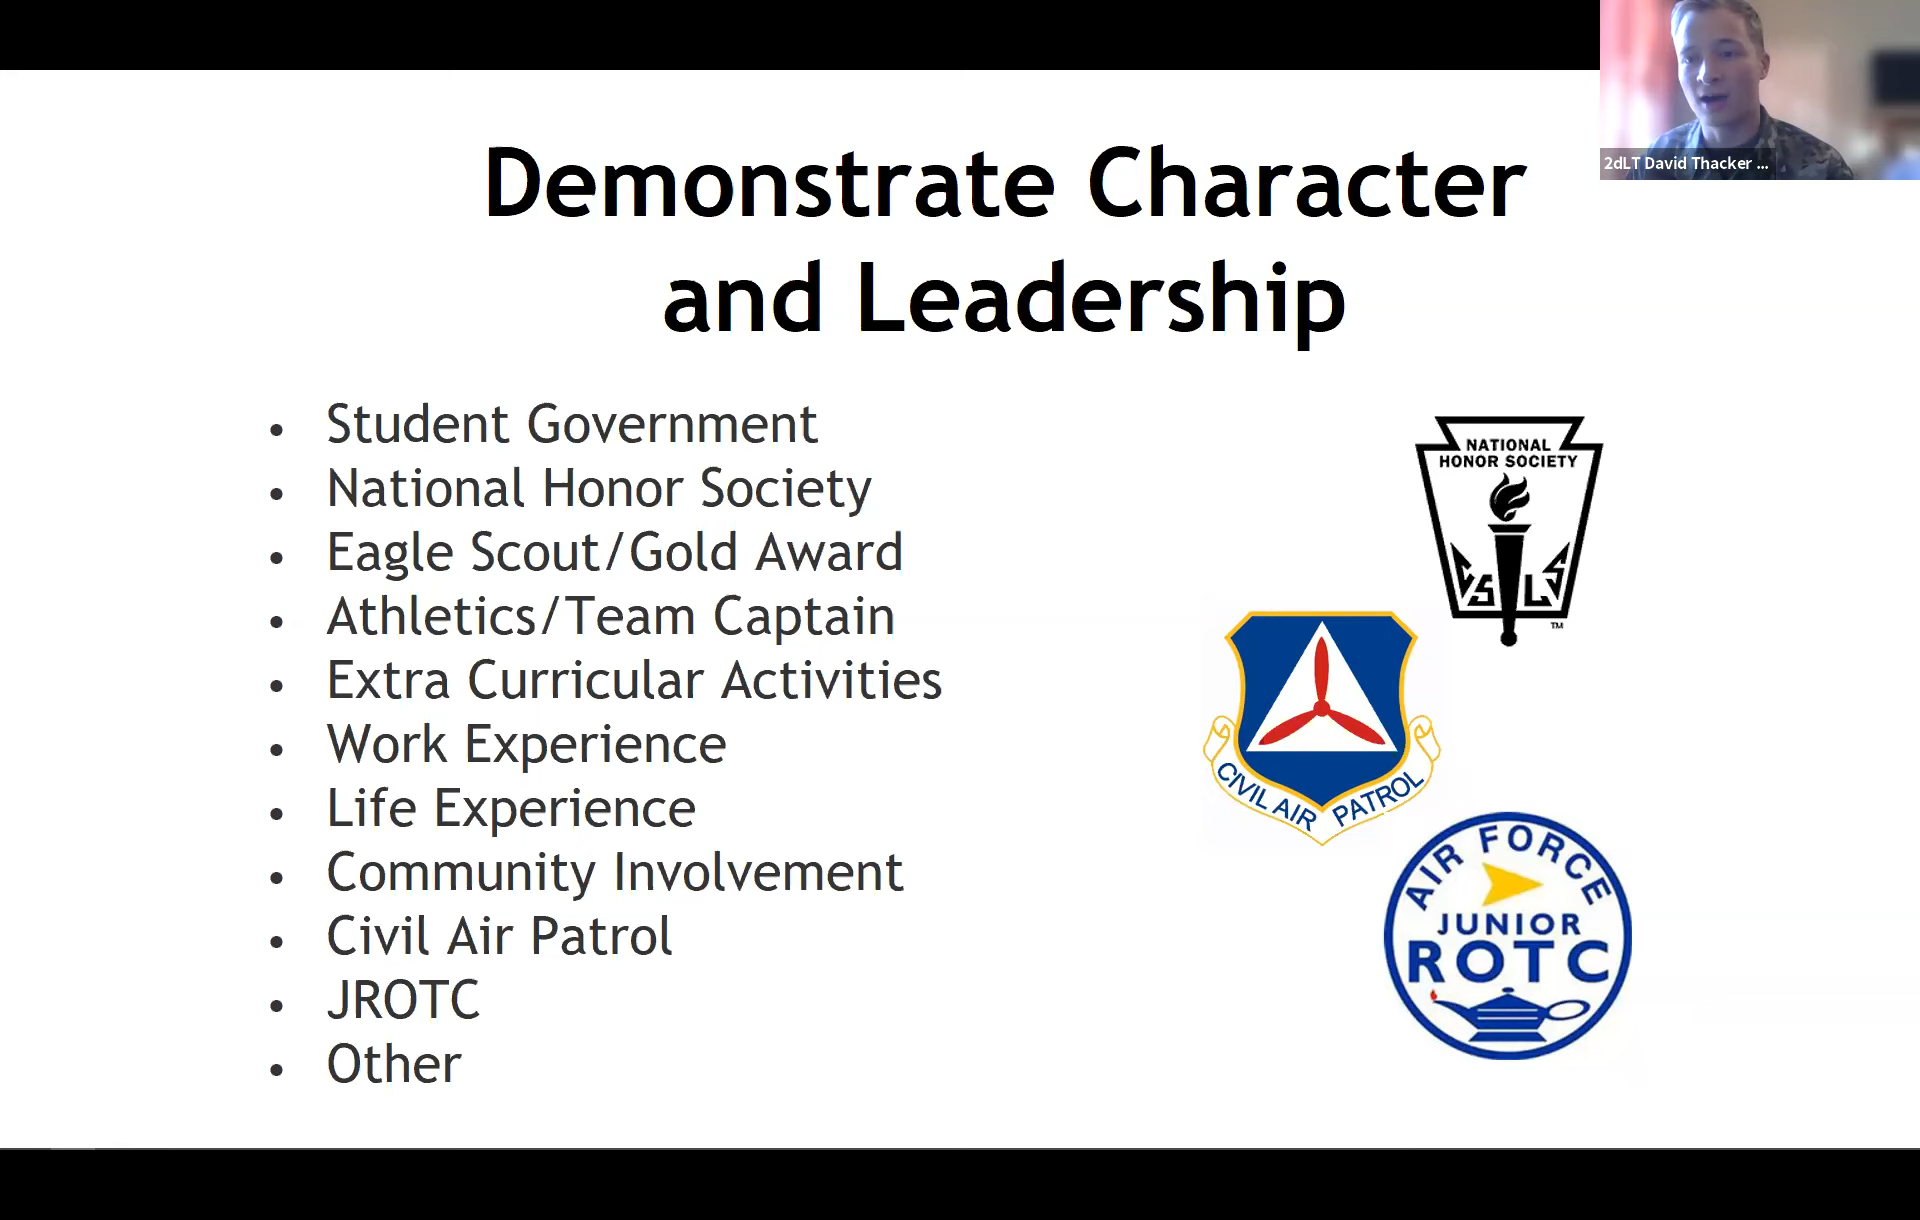 2dLT David Thacker ...
Demonstrate Character
and Leadership
• Student Government
• National Honor Society
• Eagle Scout/Gold Award
• Athletics/Team Captain
• Extra Curricular Activities
• Work Experience
• Life Experience
• Community Involvement
• Civil Air Patrol
• JROTC
• Other
NATIONAL
HONOR SOCIETY
C S L S
TM
CIVIL AIR PATROL
AIR FORCE
JUNIOR
ROTC